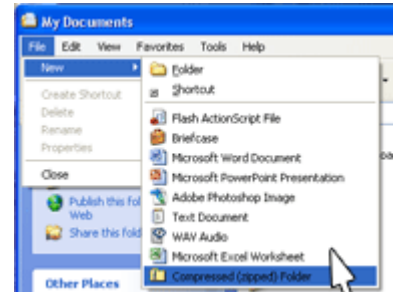 My Documents
File Edit View Favorites Tools Help
New
Folder
Shortcut
Create Shortcut
Delete
Rename
Properties
Close
Flash ActionScript File
Briefcase
Microsoft Word Document
Microsoft PowerPoint Presentation
Adobe Photoshop Image
Text Document
WAV Audio
Microsoft Excel Worksheet
Compressed (zipped) Folder
Publish this fol
Web
Share this fold
Other Places